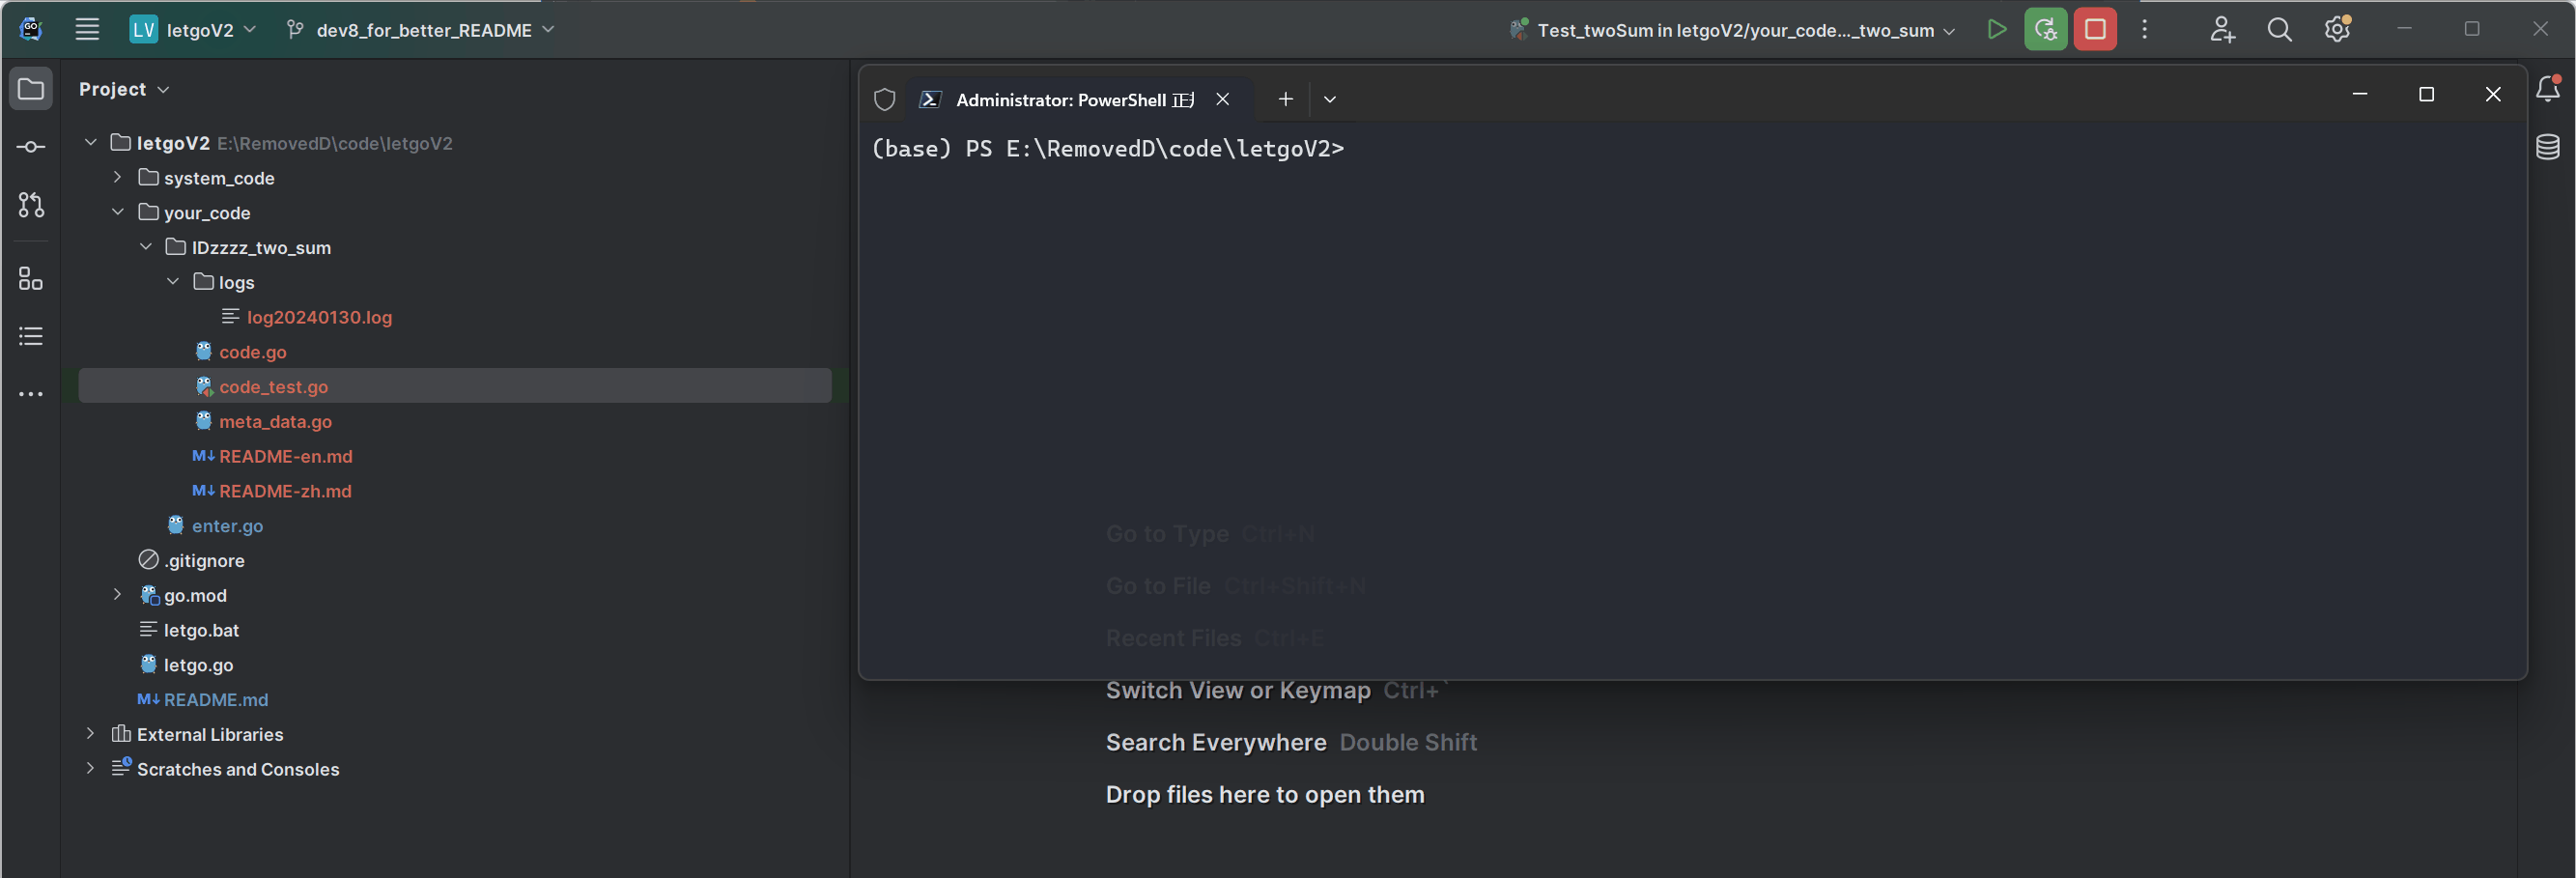 LV letgoV2 dev8_for_better_README Test_twoSum in letgoV2/your_code..._two_sum
Project
letgoV2 E:\RemovedD\code\letgoV2
system_code
your_code
IDzzzz_two_sum
logs
log20240130.log
code.go
code_test.go
meta_data.go
M↓ README-en.md
M↓ README-zh.md
enter.go
.gitignore
go.mod
letgo.bat
letgo.go
M↓ README.md
External Libraries
Scratches and Consoles
Administrator: PowerShell 正
(base) PS E:\RemovedD\code\letgoV2>
Go to Type Ctrl+N
Go to File Ctrl+Shift+N
Recent Files Ctrl+E
Switch View or Keymap Ctrl+`
Search Everywhere Double Shift
Drop files here to open them